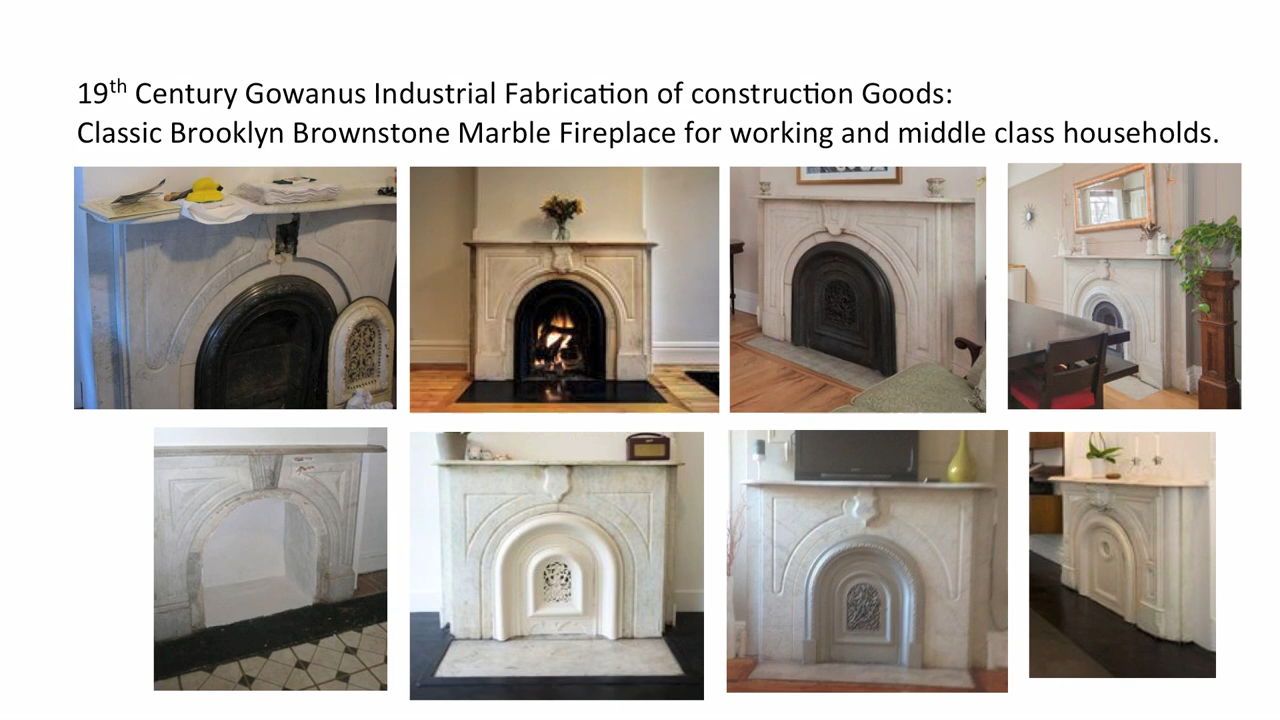 19th Century Gowanus Industrial Fabrication of construction Goods:
Classic Brooklyn Brownstone Marble Fireplace for working and middle class households.